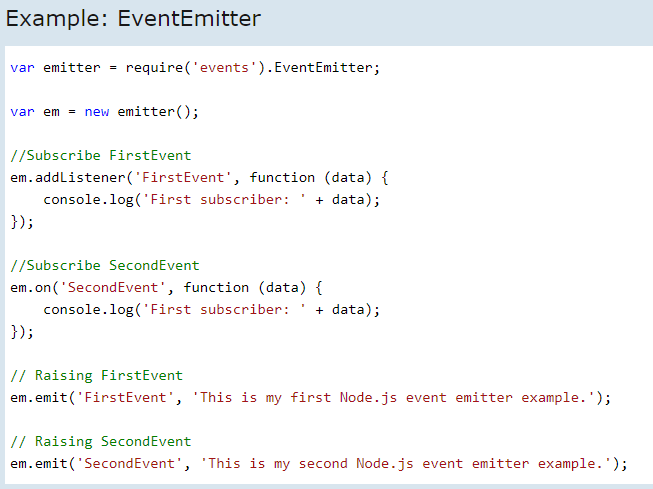 Example: EventEmitter
var emitter = require('events').EventEmitter;
var em = new emitter();
//Subscribe FirstEvent
em.addListener('FirstEvent', function (data) {
    console.log('First subscriber: ' + data);
});
//Subscribe SecondEvent
em.on('SecondEvent', function (data) {
    console.log('First subscriber: ' + data);
});
// Raising FirstEvent
em.emit('FirstEvent', 'This is my first Node.js event emitter example.');
// Raising SecondEvent
em.emit('SecondEvent', 'This is my second Node.js event emitter example.');